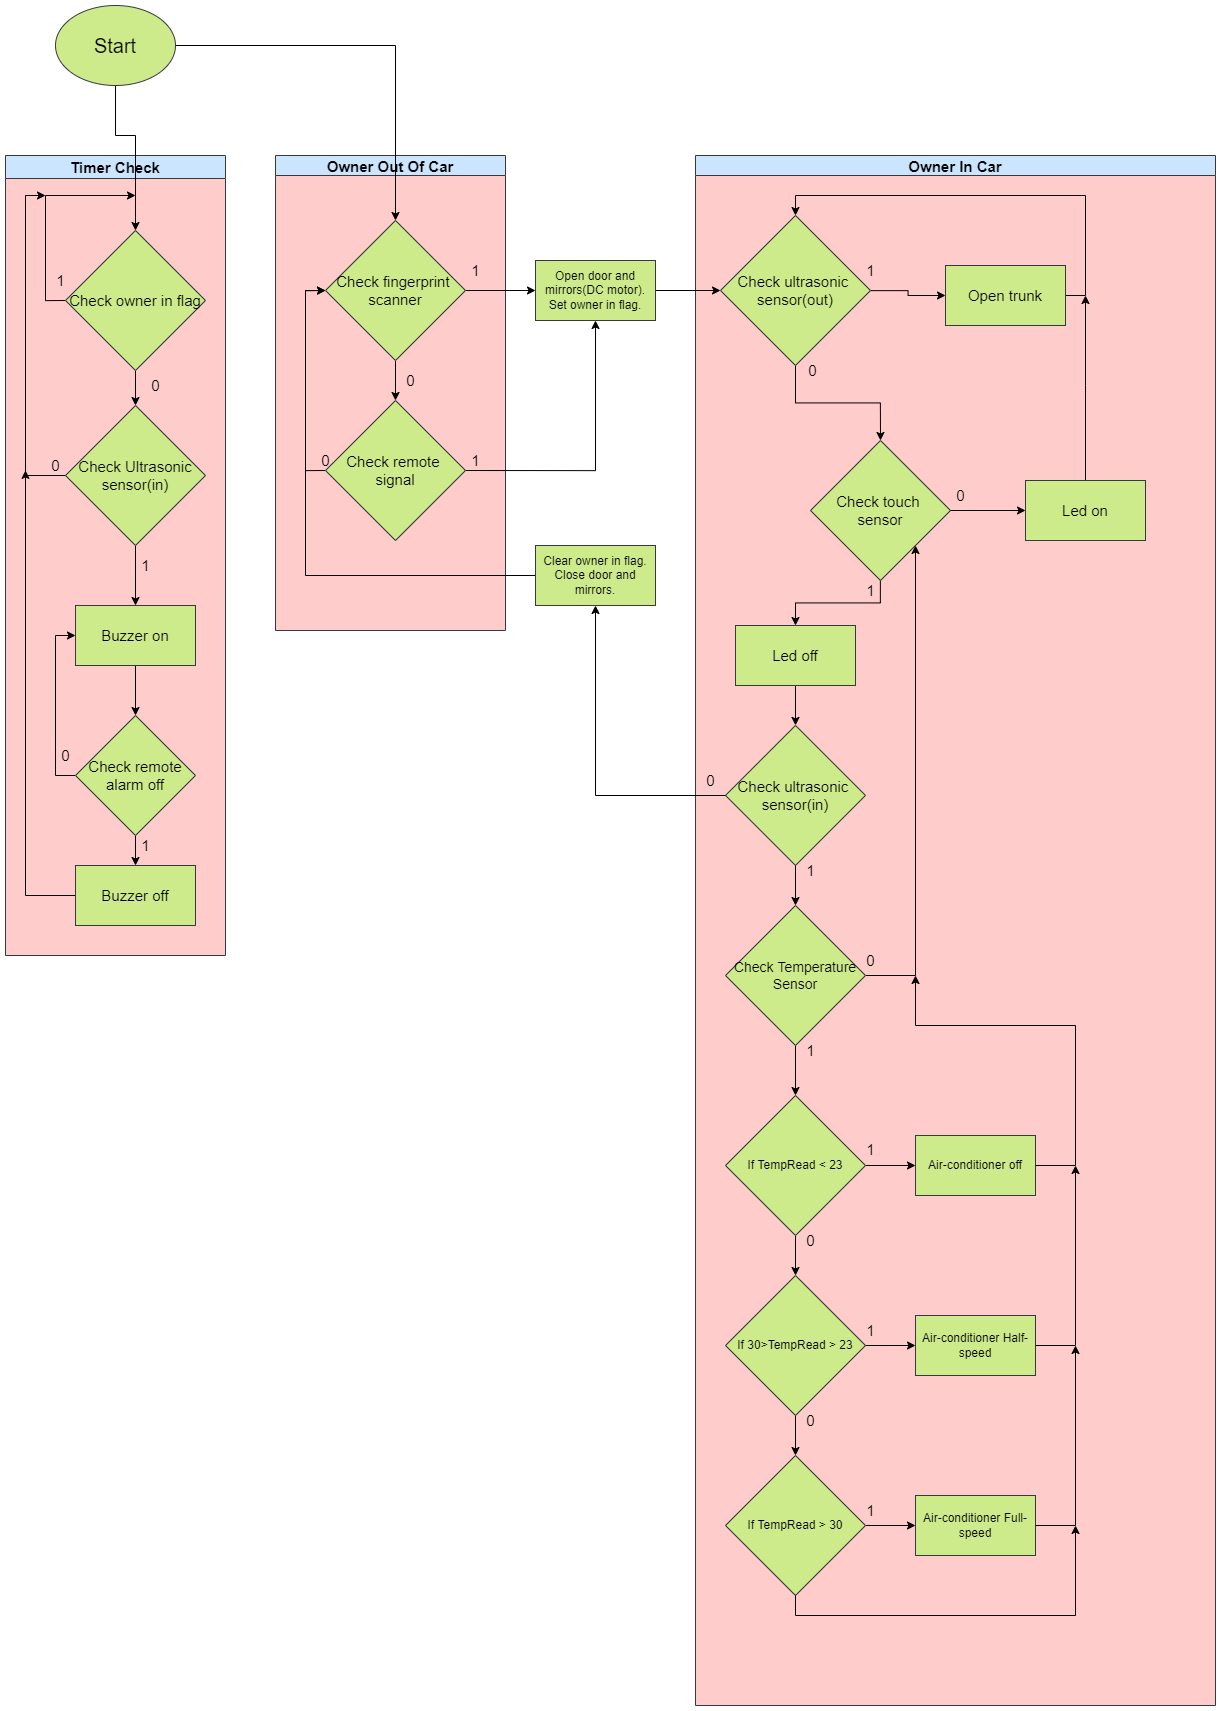 Start
Timer Check
Check owner in flag
1
0
Check Ultrasonic
sensor(in)
0
1
Buzzer on
Check remote
alarm off
0
1
Buzzer off
Owner Out Of Car
Check fingerprint
scanner
1
0
Check remote
signal
0
1
Open door and
mirrors(DC motor).
Set owner in flag.
Clear owner in flag.
Close door and
mirrors.
Owner In Car
Check ultrasonic
sensor(out)
1
Open trunk
0
Check touch
sensor
0
Led on
1
Led off
Check ultrasonic
sensor(in)
0
1
Check Temperature
Sensor
0
1
If TempRead < 23
1
Air-conditioner off
0
If 30>TempRead > 23
1
Air-conditioner Half-
speed
0
If TempRead > 30
1
Air-conditioner Full-
speed